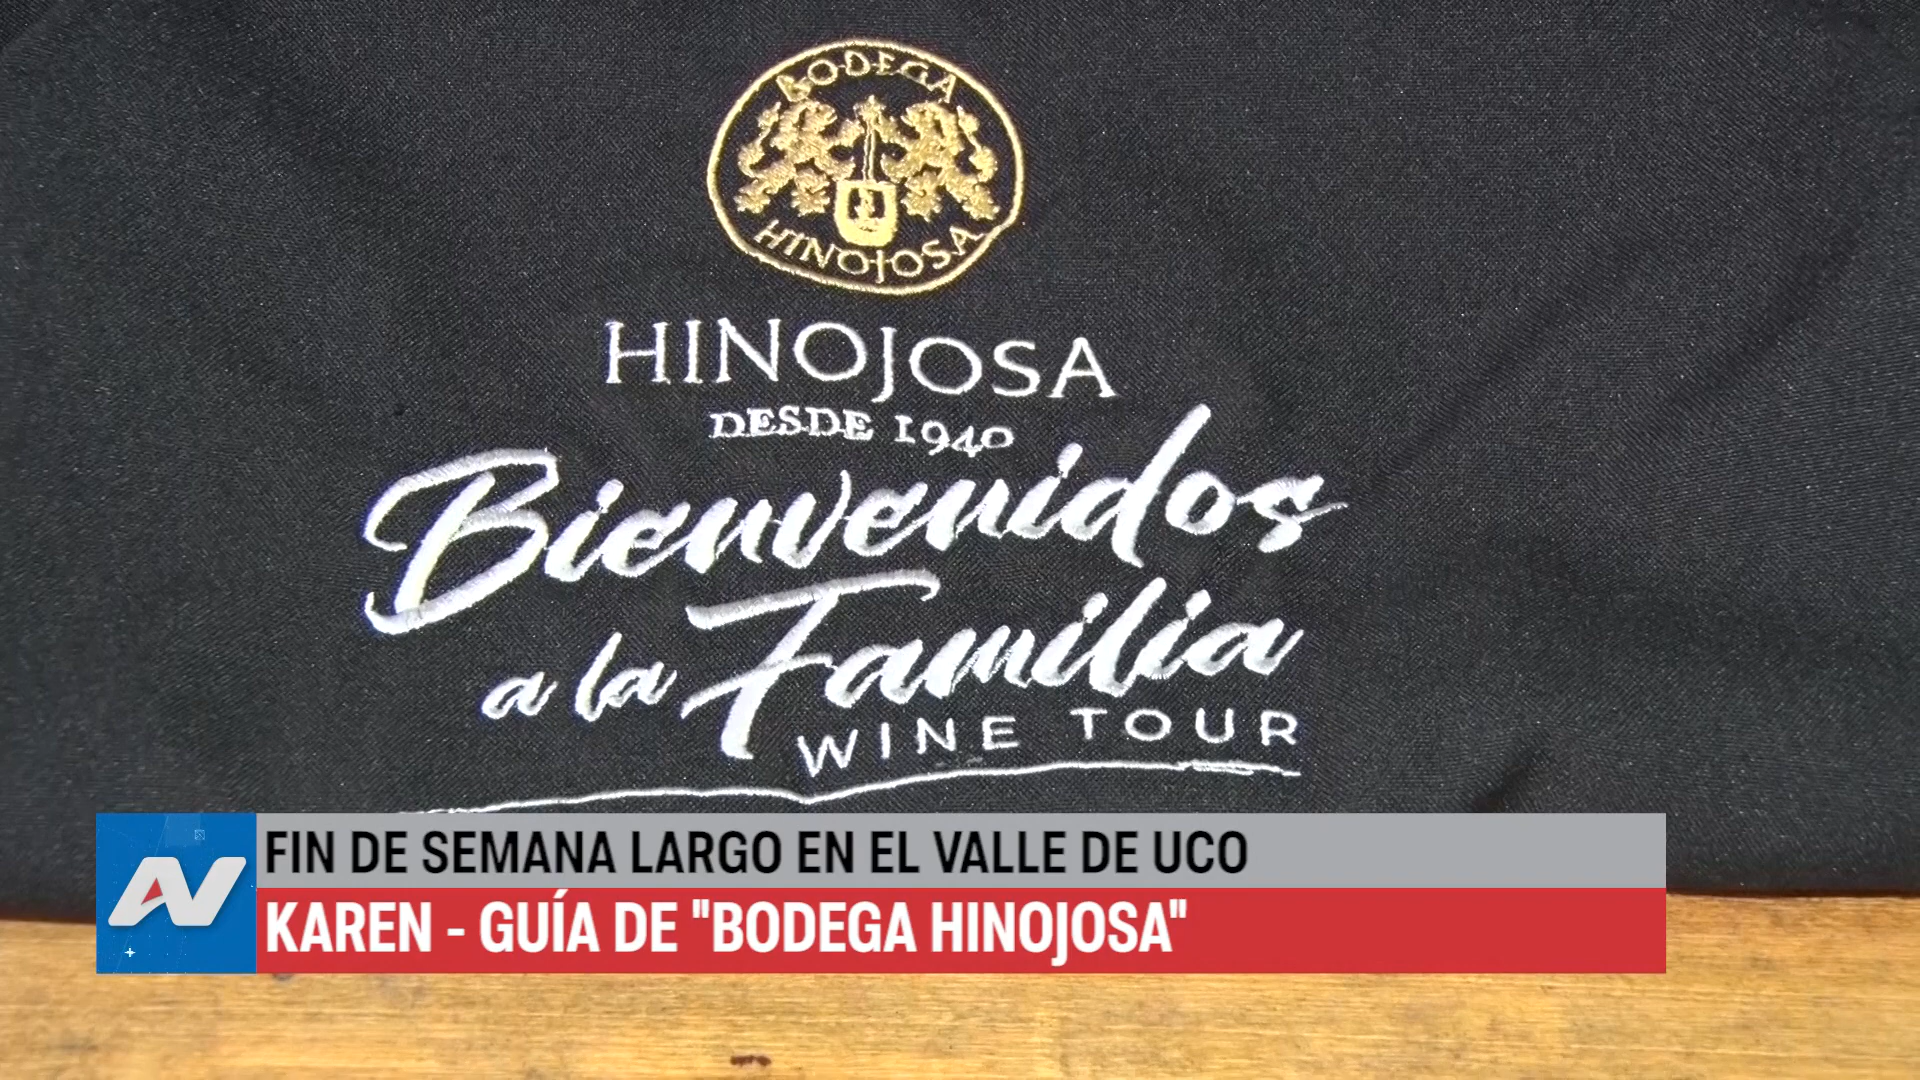 BODEGA
HINOJOSA
HINOJOSA
DESDE 1940
Bienvenidos
a la Familia
WINE TOUR
AV
FIN DE SEMANA LARGO EN EL VALLE DE UCO
KAREN - GUÍA DE "BODEGA HINOJOSA"